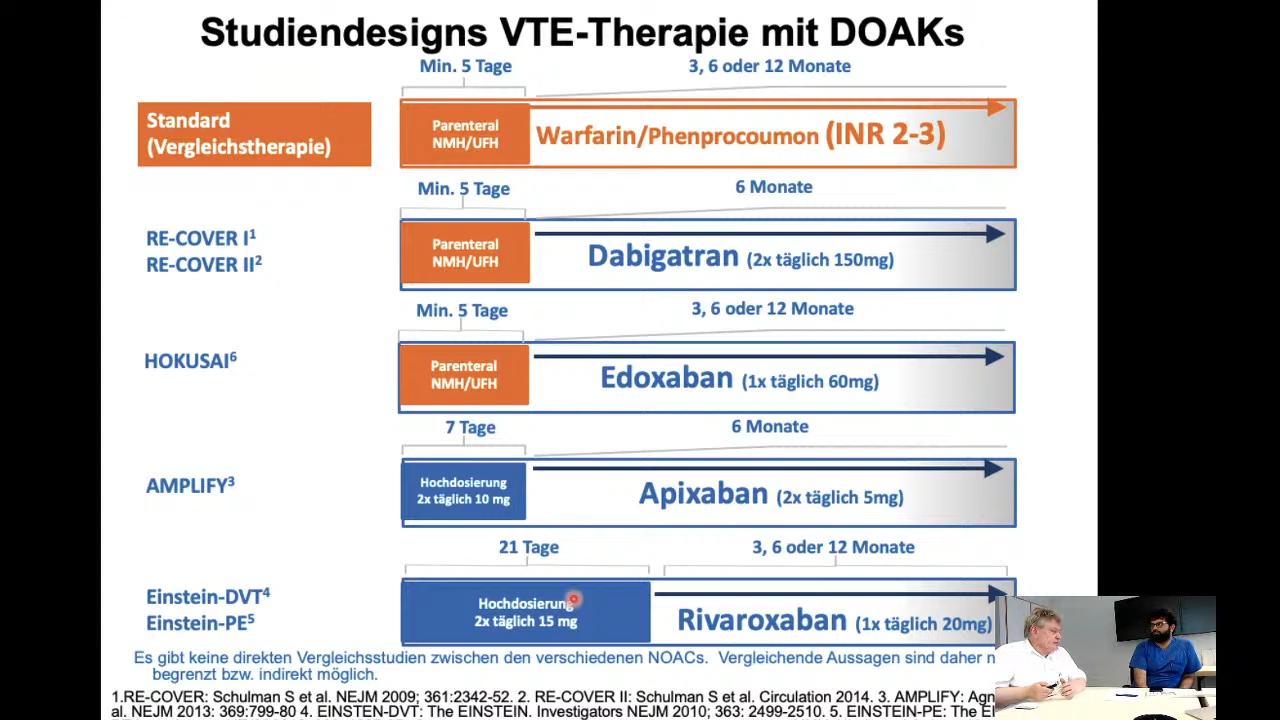 Studiendesigns VTE-Therapie mit DOAKs
Min. 5 Tage
3, 6 oder 12 Monate
Standard
(Vergleichstherapie)
Parenteral
NMH/UFH
Warfarin/Phenprocoumon (INR 2-3)
Min. 5 Tage
6 Monate
RE-COVER I1
RE-COVER II2
Parenteral
NMH/UFH
Dabigatran (2x täglich 150mg)
Min. 5 Tage
3, 6 oder 12 Monate
HOKUSAI6
Parenteral
NMH/UFH
Edoxaban (1x täglich 60mg)
7 Tage
6 Monate
AMPLIFY3
Hochdosierung
2x täglich 10 mg
Apixaban (2x täglich 5mg)
21 Tage
3, 6 oder 12 Monate
Einstein-DVT4
Einstein-PE5
Hochdosierung
2x täglich 15 mg
Rivaroxaban (1x täglich 20mg)
Es gibt keine direkten Vergleichsstudien zwischen den verschiedenen NOACs. Vergleichende Aussagen sind daher n
begrenzt bzw. indirekt möglich.
1.RE-COVER: Schulman S et al. NEJM 2009; 361:2342-52. 2. RE-COVER II: Schulman S et al. Circulation 2014. 3. AMPLIFY: Agn
al. NEJM 2013: 369:799-80 4. EINSTEN-DVT: The EINSTEIN. Investigators NEJM 2010; 363: 2499-2510. 5. EINSTEIN-PE: The EI